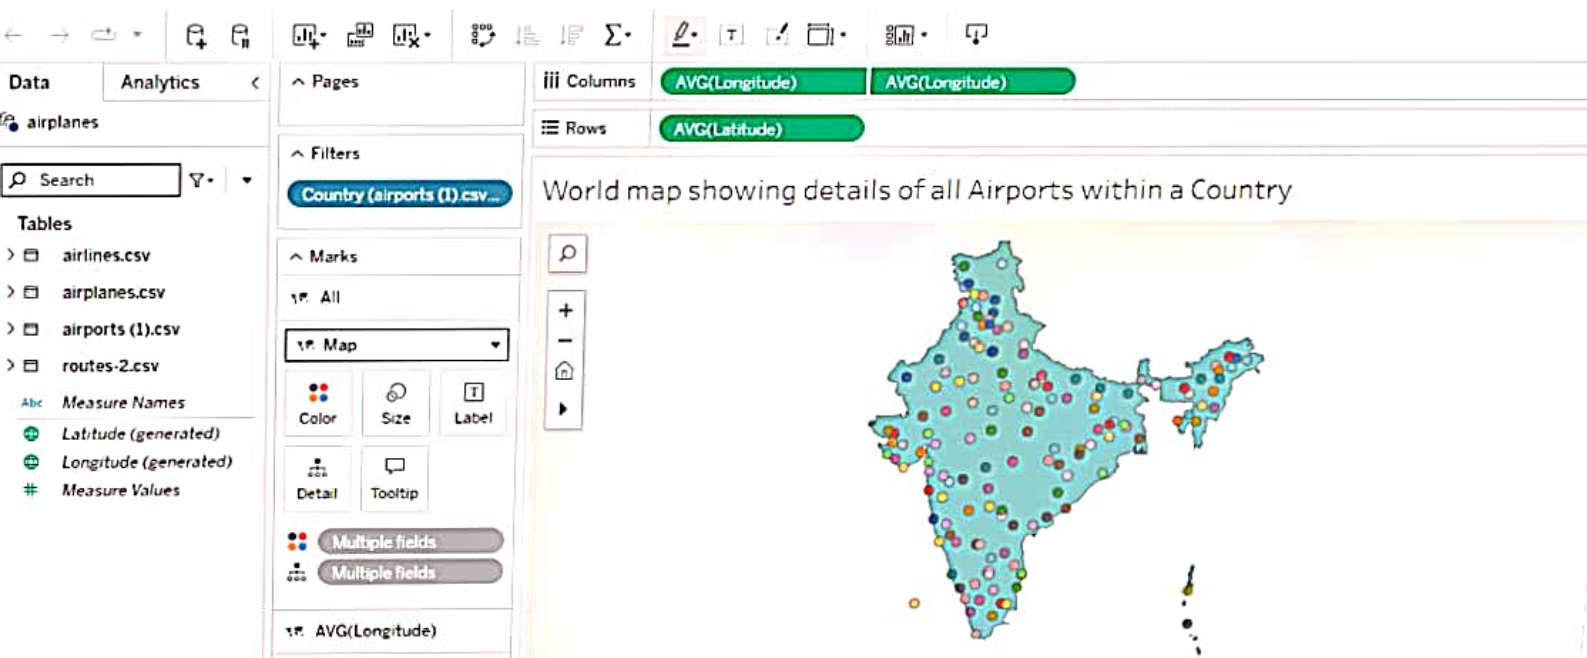 Data
Analytics
airplanes
Search
Tables
airlines.csv
airplanes.csv
airports (1).csv
routes-2.csv
Abc Measure Names
Latitude (generated)
Longitude (generated)
# Measure Values
Pages
Filters
Country (airports (1).csv...
Marks
All
Map
Color
Size
T
Label
Detail
Tooltip
Multiple fields
Multiple fields
AVG(Longitude)
Σ
T
iii Columns
AVG(Longitude)
AVG(Longitude)
Rows
AVG(Latitude)
World map showing details of all Airports within a Country
+
−